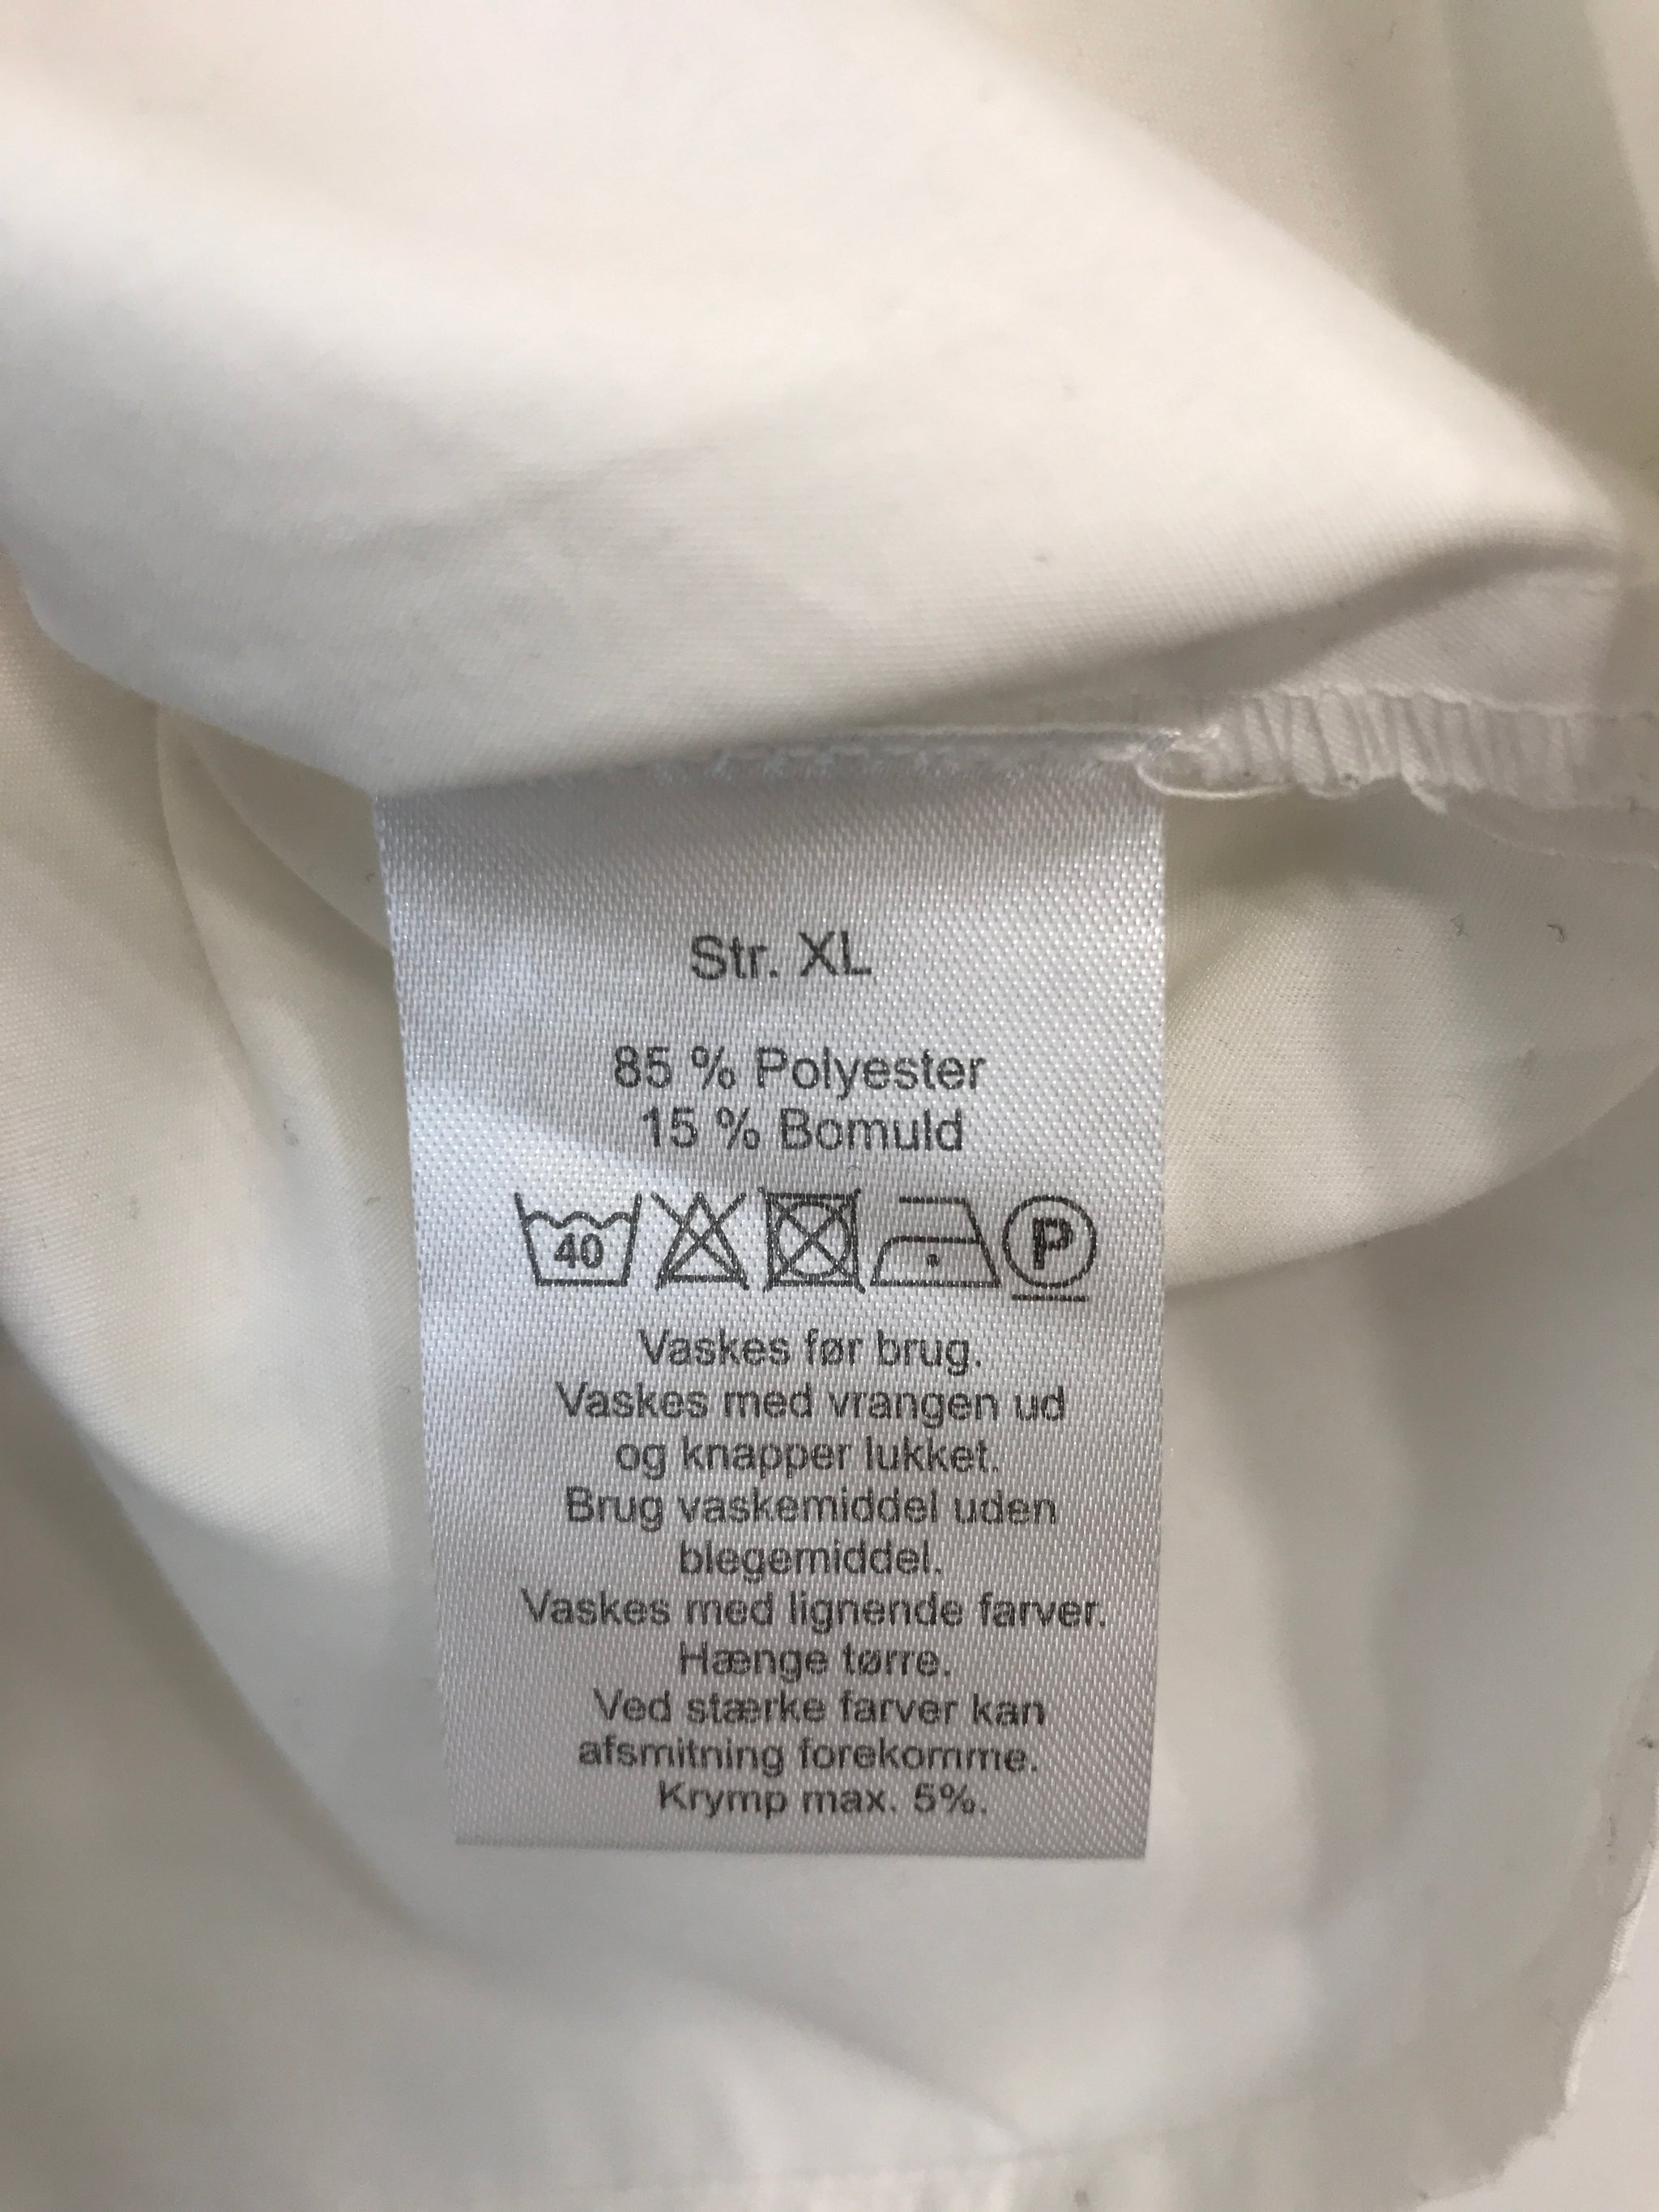 Str. XL
85 % Polyester
15 % Bomuld
40 P
Vaskes før brug.
Vaskes med vrangen ud
og knapper lukket.
Brug vaskemiddel uden
blegemiddel.
Vaskes med lignende farver.
Hænge tørre.
Ved stærke farver kan
afsmitning forekomme.
Krymp max. 5%.